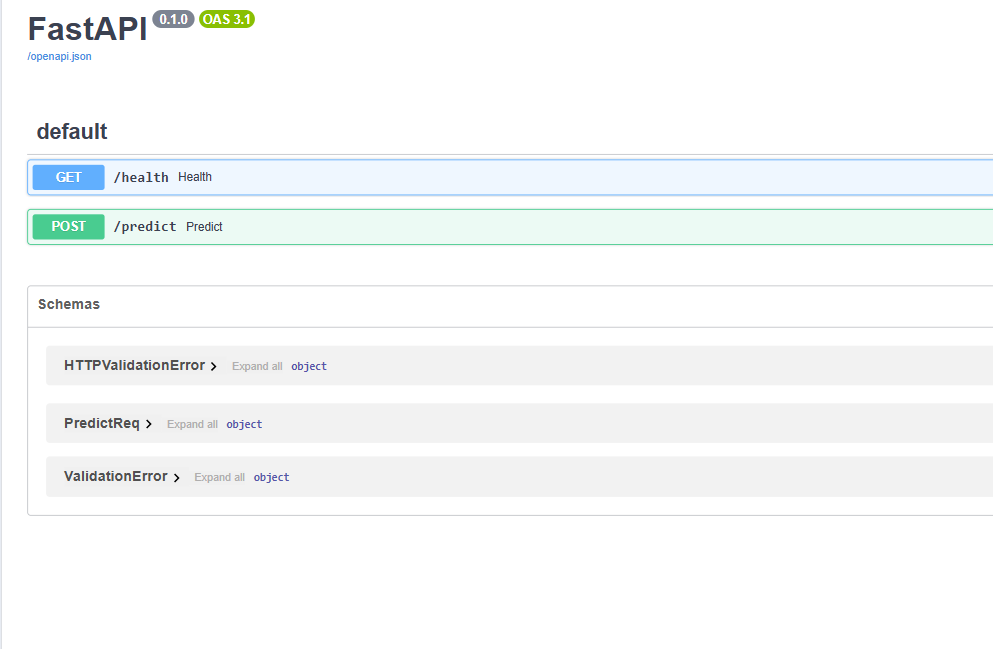 FastAPI 0.1.0 OAS 3.1
/openapi.json
default
GET /health Health
POST /predict Predict
Schemas
HTTPValidationError Expand all object
PredictReq Expand all object
ValidationError Expand all object